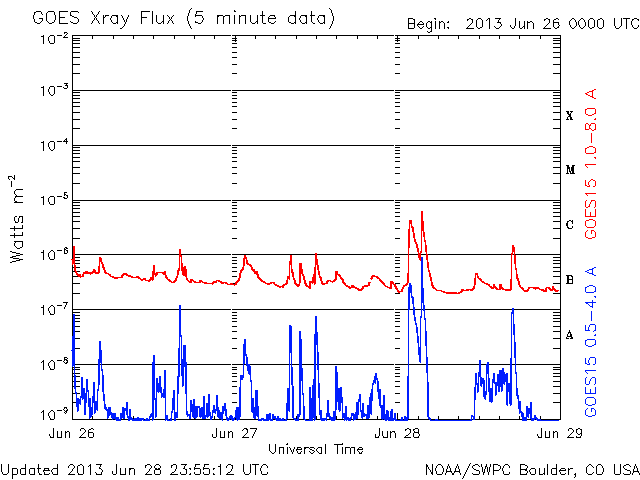 GOES Xray Flux (5 minute data)
Begin: 2013 Jun 26 0000 UTC
10⁻²
10⁻³
10⁻⁴
10⁻⁵
10⁻⁶
10⁻⁷
10⁻⁸
10⁻⁹
Watts m⁻²
X
M
C
B
A
GOES15 1.0-8.0 A
GOES15 0.5-4.0 A
Jun 26
Jun 27
Jun 28
Jun 29
Universal Time
Updated 2013 Jun 28 23:55:12 UTC
NOAA/SWPC Boulder, CO USA